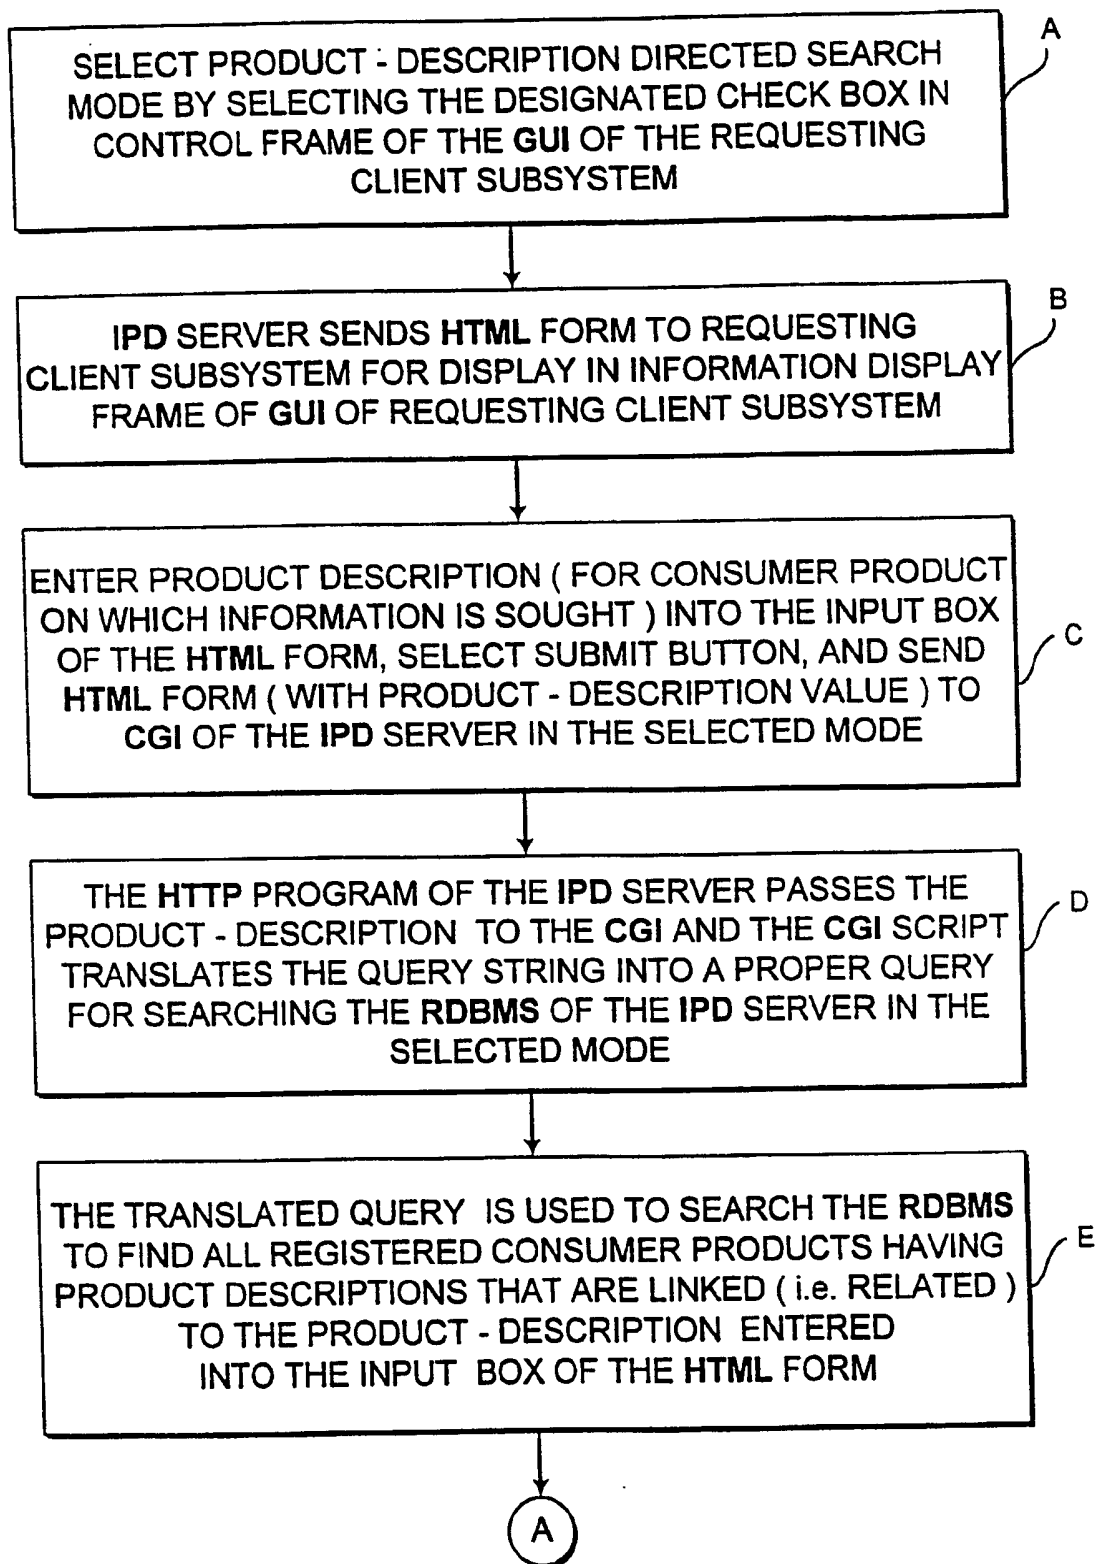 A
SELECT PRODUCT - DESCRIPTION DIRECTED SEARCH
MODE BY SELECTING THE DESIGNATED CHECK BOX IN
CONTROL FRAME OF THE GUI OF THE REQUESTING
CLIENT SUBSYSTEM
B
IPD SERVER SENDS HTML FORM TO REQUESTING
CLIENT SUBSYSTEM FOR DISPLAY IN INFORMATION DISPLAY
FRAME OF GUI OF REQUESTING CLIENT SUBSYSTEM
C
ENTER PRODUCT DESCRIPTION ( FOR CONSUMER PRODUCT
ON WHICH INFORMATION IS SOUGHT ) INTO THE INPUT BOX
OF THE HTML FORM, SELECT SUBMIT BUTTON, AND SEND
HTML FORM ( WITH PRODUCT - DESCRIPTION VALUE ) TO
CGI OF THE IPD SERVER IN THE SELECTED MODE
D
THE HTTP PROGRAM OF THE IPD SERVER PASSES THE
PRODUCT - DESCRIPTION TO THE CGI AND THE CGI SCRIPT
TRANSLATES THE QUERY STRING INTO A PROPER QUERY
FOR SEARCHING THE RDBMS OF THE IPD SERVER IN THE
SELECTED MODE
E
THE TRANSLATED QUERY IS USED TO SEARCH THE RDBMS
TO FIND ALL REGISTERED CONSUMER PRODUCTS HAVING
PRODUCT DESCRIPTIONS THAT ARE LINKED ( i.e. RELATED )
TO THE PRODUCT - DESCRIPTION ENTERED
INTO THE INPUT BOX OF THE HTML FORM
A